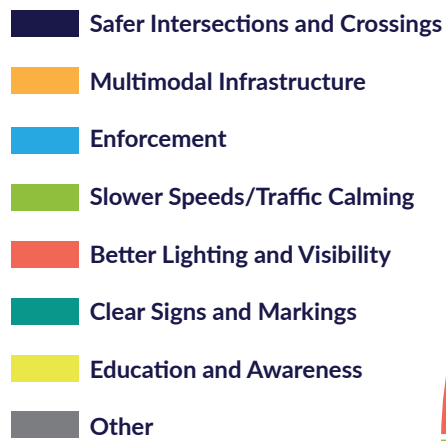 Safer Intersections and Crossings
Multimodal Infrastructure
Enforcement
Slower Speeds/Traffic Calming
Better Lighting and Visibility
Clear Signs and Markings
Education and Awareness
Other